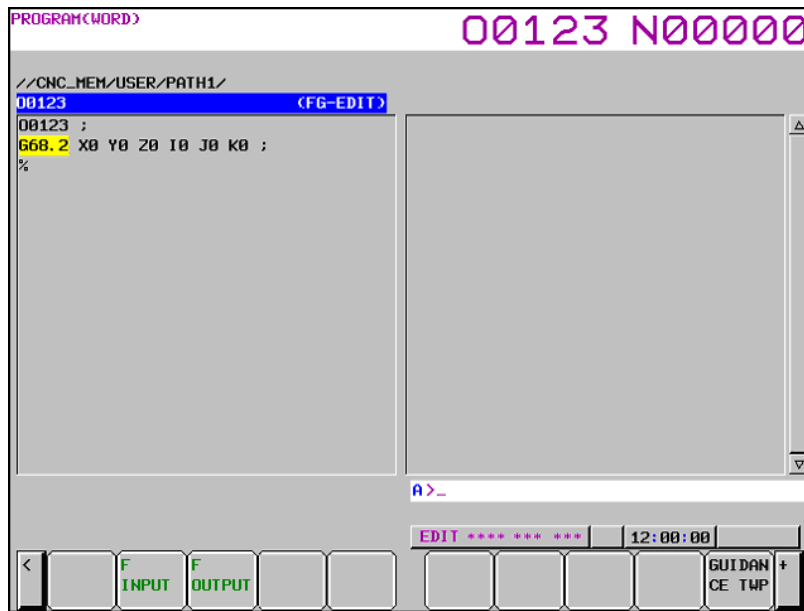 PROGRAM(WORD)
O0123 N00000
//CNC_MEM/USER/PATH1/
O0123 (FG-EDIT)
O0123 ;
G68.2 X0 Y0 Z0 I0 J0 K0 ;
%
A>_
EDIT **** *** ***
12:00:00
<
F INPUT
F OUTPUT
GUIDAN
CE TWP
+